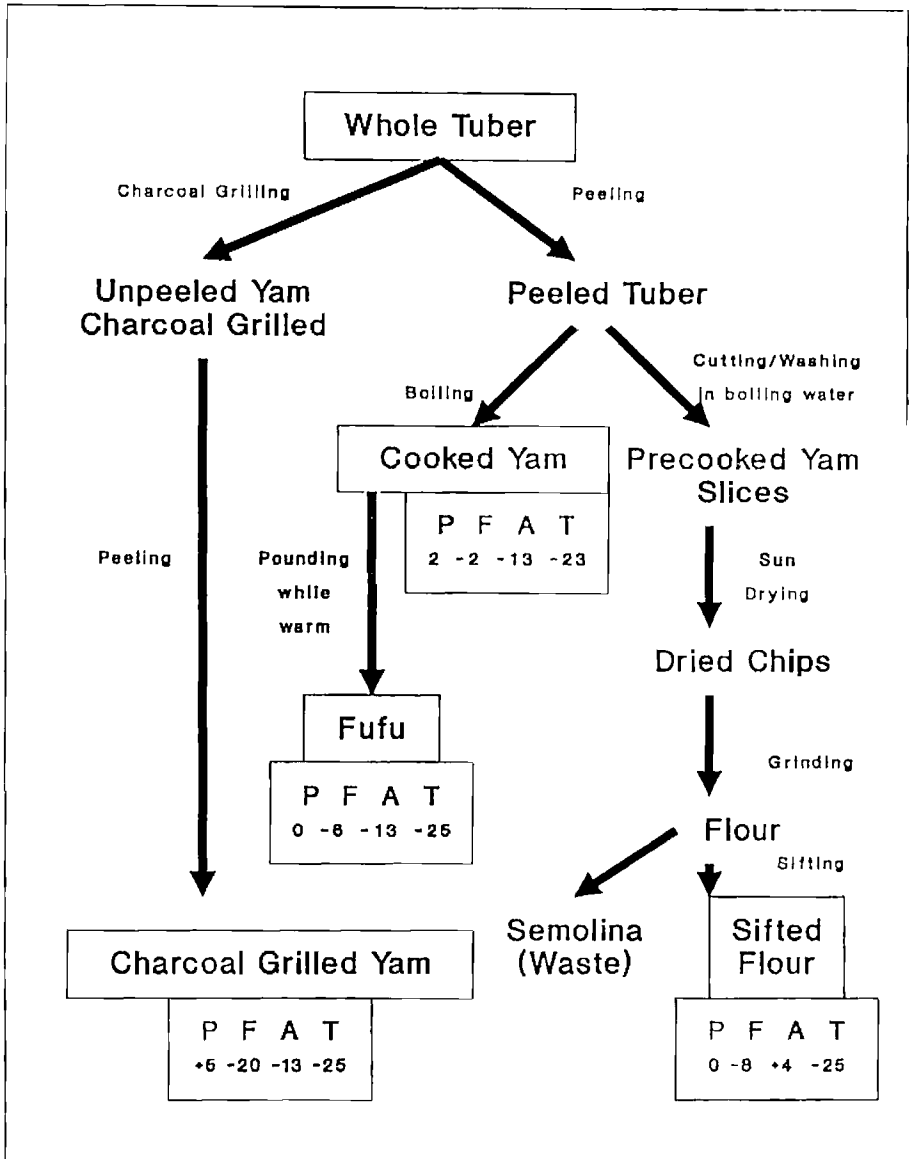 Whole Tuber
Charcoal Grilling
Peeling
Unpeeled Yam
Charcoal Grilled
Peeled Tuber
Cutting/Washing
in boiling water
Boiling
Cooked Yam
P F A T
2 -2 -13 -23
Precooked Yam
Slices
Peeling
Pounding
while
warm
Sun
Drying
Dried Chips
Fufu
P F A T
0 -6 -13 -25
Grinding
Flour
Sifting
Semolina
(Waste)
Sifted
Flour
P F A T
0 -8 +4 -25
Charcoal Grilled Yam
P F A T
+5 -20 -13 -25